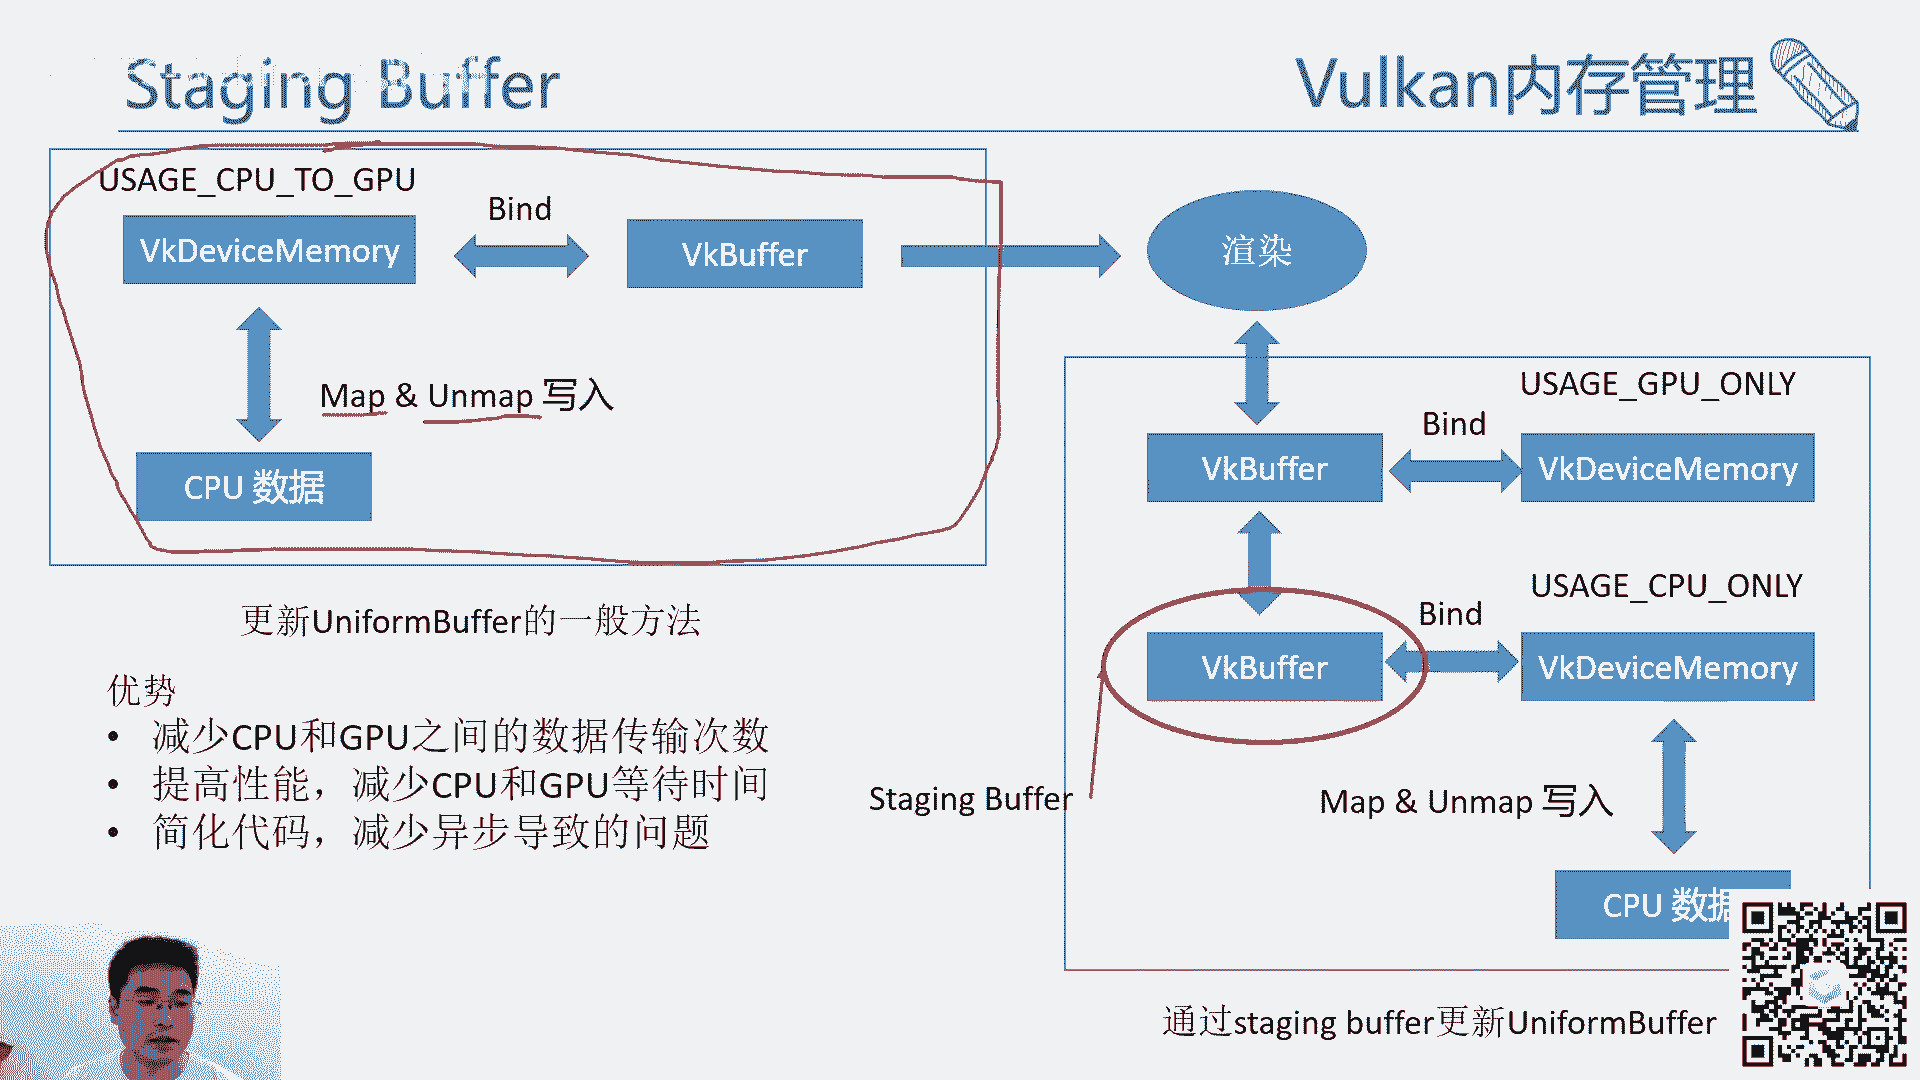 Staging Buffer
Vulkan内存管理
USAGE_CPU_TO_GPU
VkDeviceMemory
Bind
VkBuffer
Map & Unmap 写入
CPU 数据
更新UniformBuffer的一般方法
渲染
USAGE_GPU_ONLY
VkBuffer
Bind
VkDeviceMemory
USAGE_CPU_ONLY
VkBuffer
Bind
VkDeviceMemory
Staging Buffer
Map & Unmap 写入
CPU 数据
通过staging buffer更新UniformBuffer
优势
• 减少CPU和GPU之间的数据传输次数
• 提高性能，减少CPU和GPU等待时间
• 简化代码，减少异步导致的问题